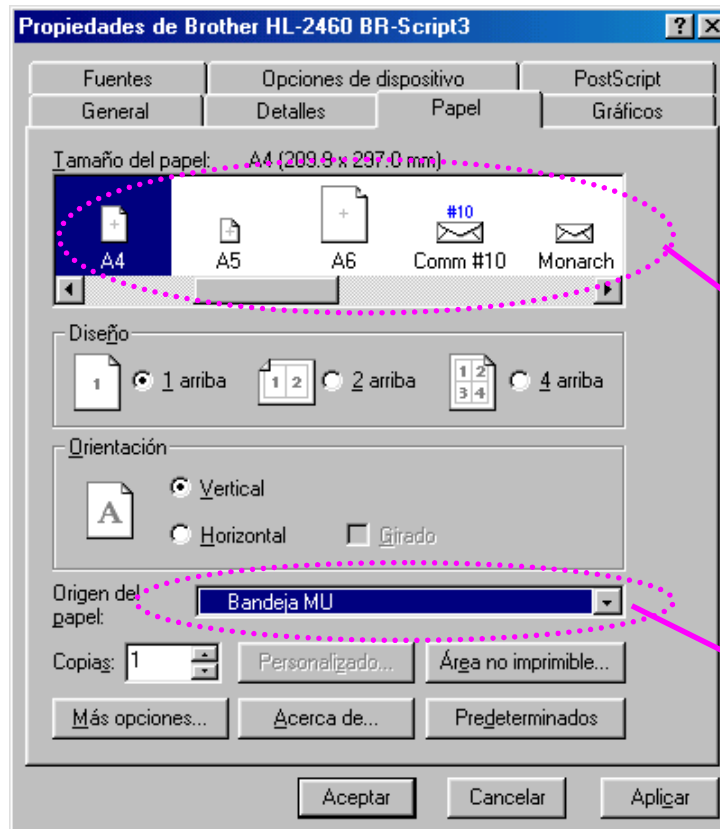 Propiedades de Brother HL-2460 BR-Script3
Fuentes Opciones de dispositivo PostScript
General Detalles Papel Gráficos
Tamaño del papel: A4 (209.9 x 297.0 mm)
#10
A4 A5 A6 Comm #10 Monarch
Diseño
1 1 arriba 1 2 2 arriba 1 2 4 arriba
3 4
Orientación
A Vertical
Horizontal Girado
Origen del
papel: Bandeja MU
Copias: 1 Personalizado... Área no imprimible...
Más opciones... Acerca de... Predeterminados
Aceptar Cancelar Aplicar